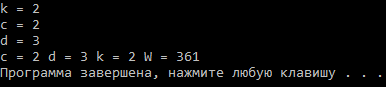 k = 2
c = 2
d = 3
c = 2 d = 3 k = 2 W = 361
Программа завершена, нажмите любую клавишу . . .